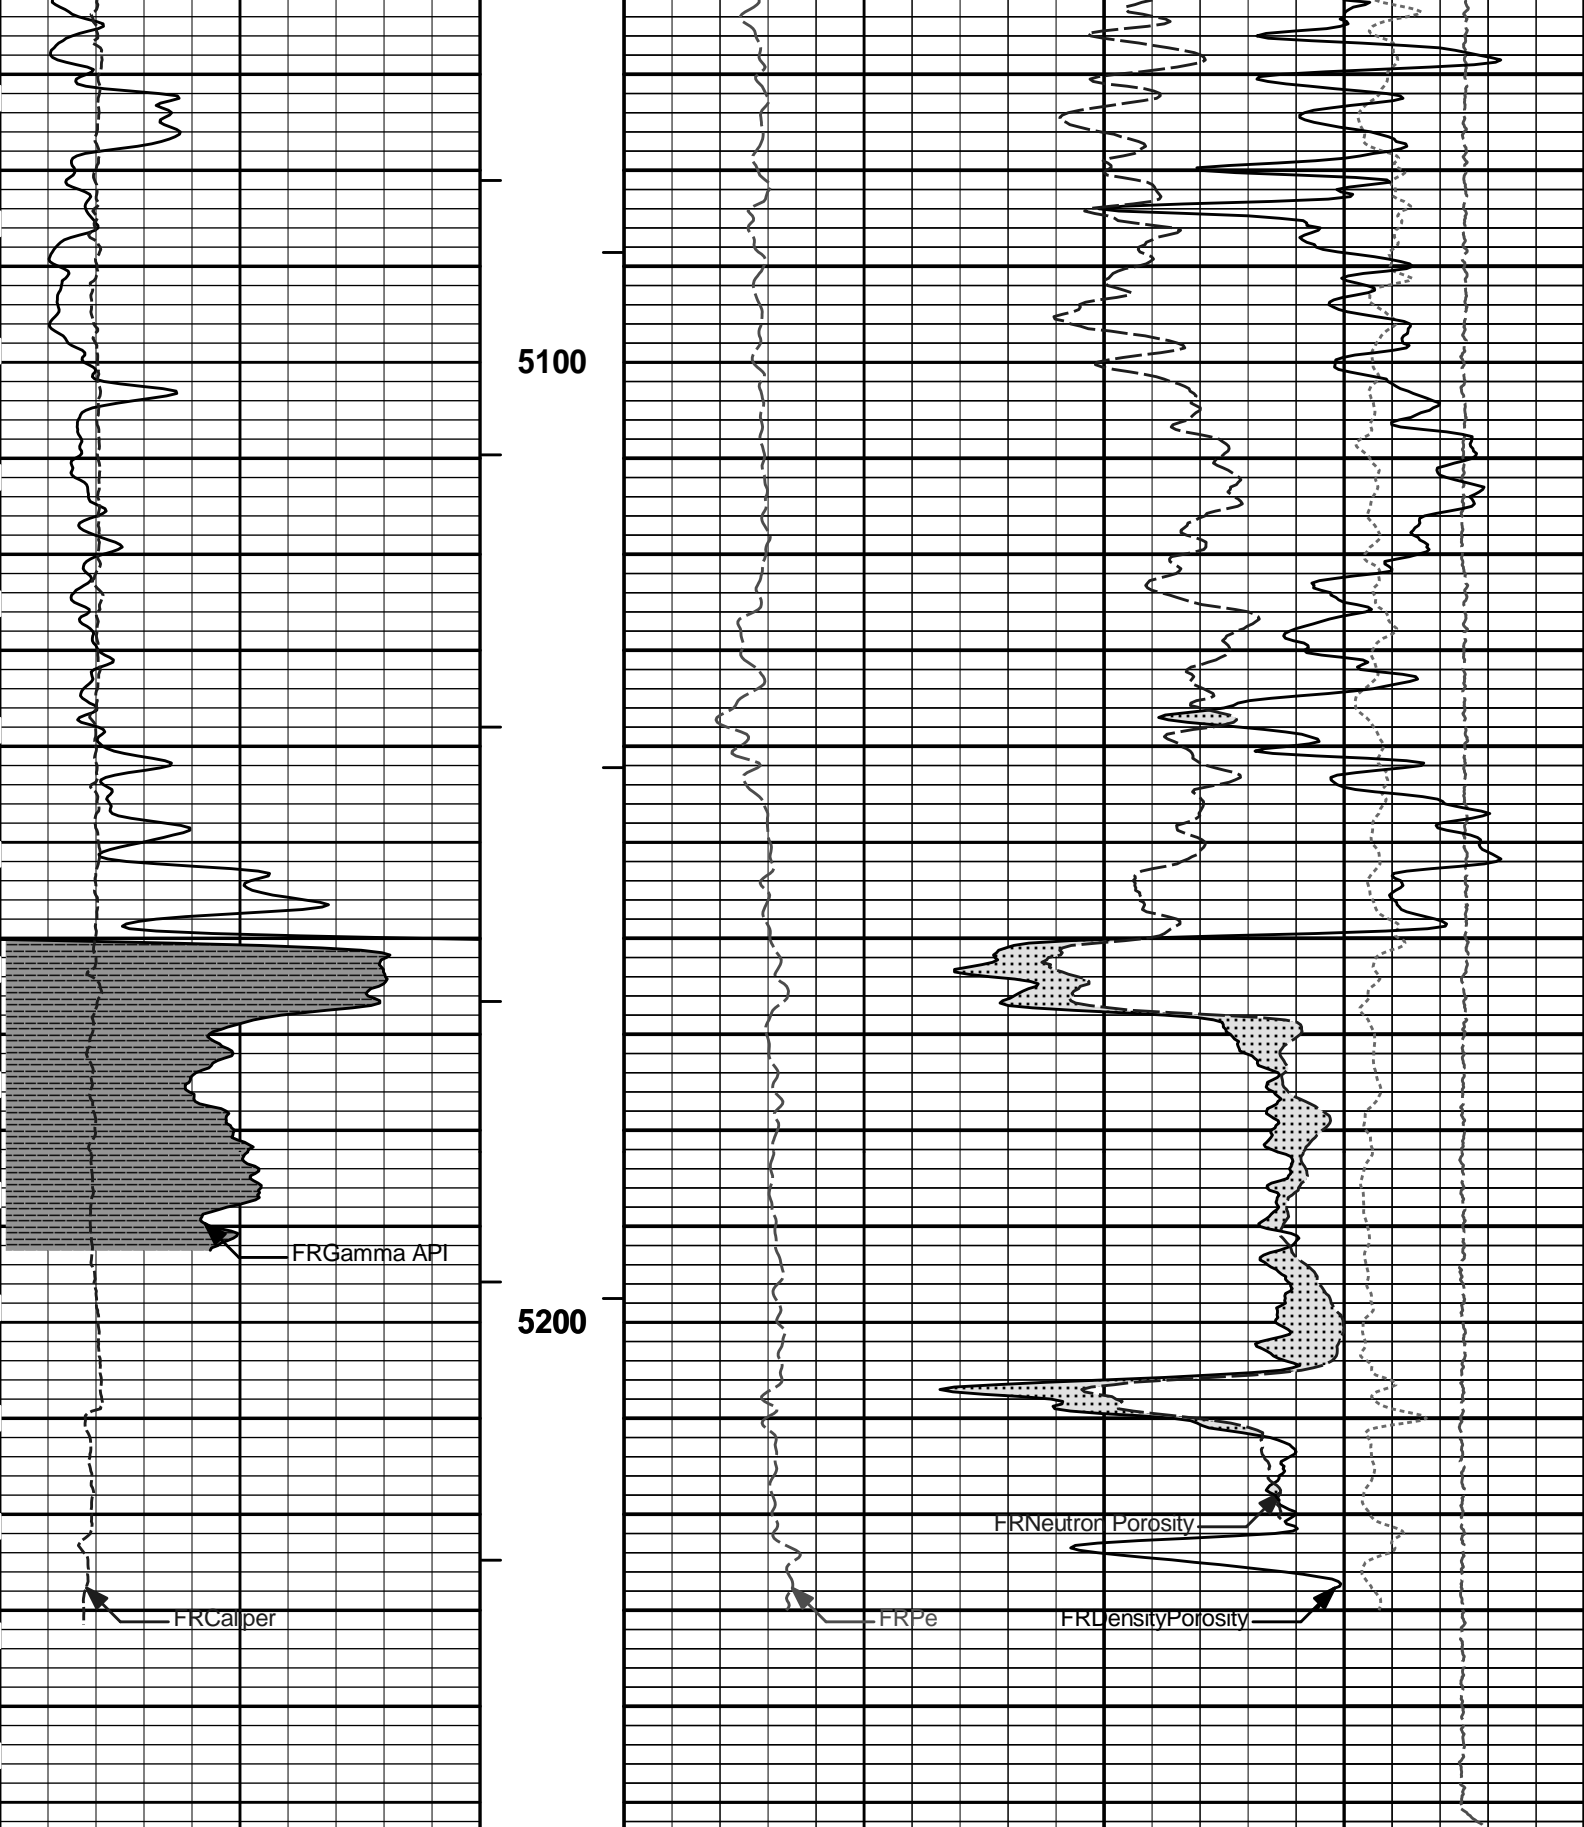 5100
FRGamma API
5200
FRNeutron Porosity
FRCaliper
FRPe
FRDensityPorosity